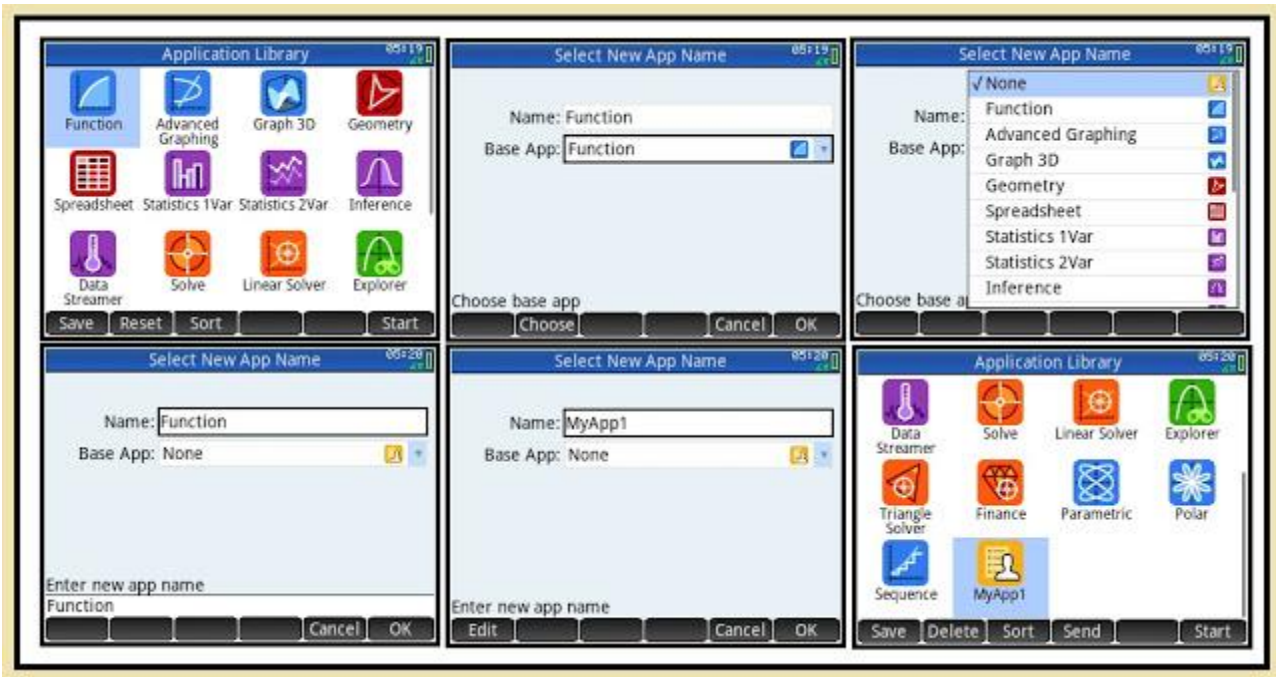 Application Library 05:19
Function Advanced Graphing Graph 3D Geometry
Spreadsheet Statistics 1Var Statistics 2Var Inference
Data Streamer Solve Linear Solver Explorer
Save Reset Sort Start
Select New App Name 05:19
Name: Function
Base App: Function
Choose base app
Choose Cancel OK
Select New App Name 05:19
√ None
Name: Function
Advanced Graphing
Base App:
Graph 3D
Geometry
Spreadsheet
Statistics 1Var
Statistics 2Var
Inference
Choose base a
Select New App Name 05:20
Name: Function
Base App: None
Enter new app name
Function
Cancel OK
Select New App Name 05:20
Name: MyApp1
Base App: None
Enter new app name
Edit Cancel OK
Application Library 05:20
Data Streamer Solve Linear Solver Explorer
Triangle Solver Finance Parametric Polar
Sequence MyApp1
Save Delete Sort Send Start